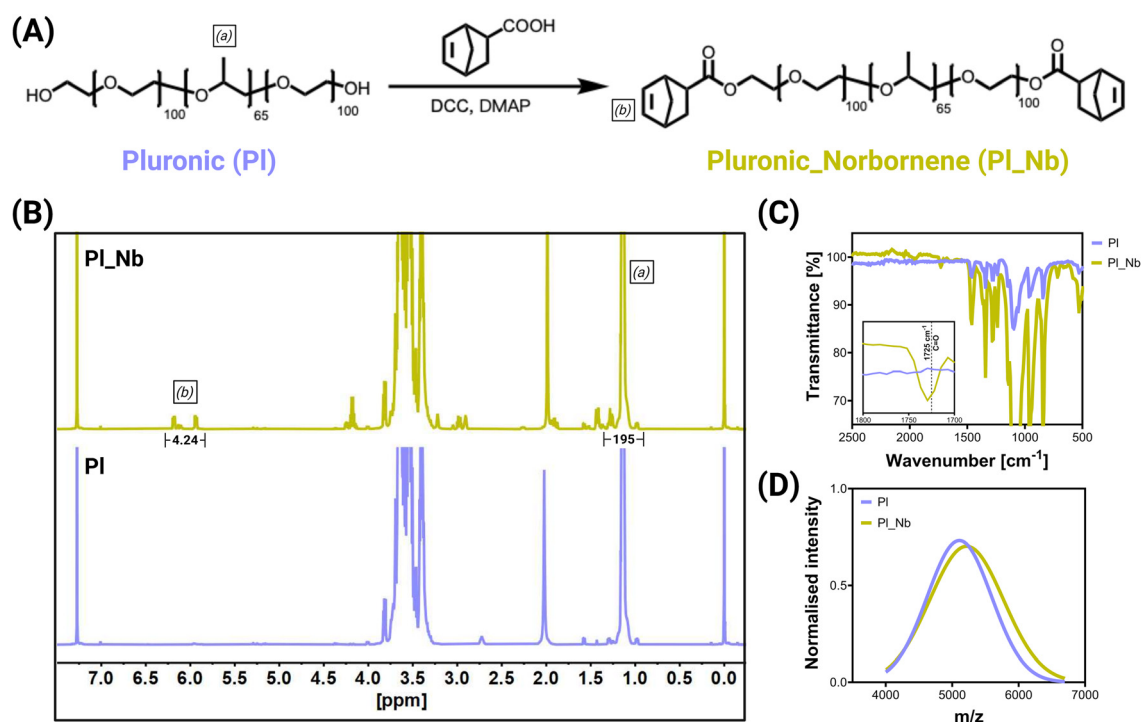 (A)
(a)
COOH
HO
O
100
O
65
O
OH
100
DCC, DMAP
(b)
O
O
O
100
O
65
O
100
O
O
Pluronic (Pl)
Pluronic_Norbornene (Pl_Nb)
(B)
Pl_Nb
(a)
(b)
4.24
195
Pl
7.0 6.5 6.0 5.5 5.0 4.5 4.0 3.5 3.0 2.5 2.0 1.5 1.0 0.5 0.0
[ppm]
(C)
Pl
Pl_Nb
Transmittance [%]
100
90
80
70
1725 cm-1
C=O
1800 1750 1700
2500 2000 1500 1000 500
Wavenumber [cm-1]
(D)
Pl
Pl_Nb
Normalised intensity
1.0
0.5
0.0
4000 5000 6000 7000
m/z